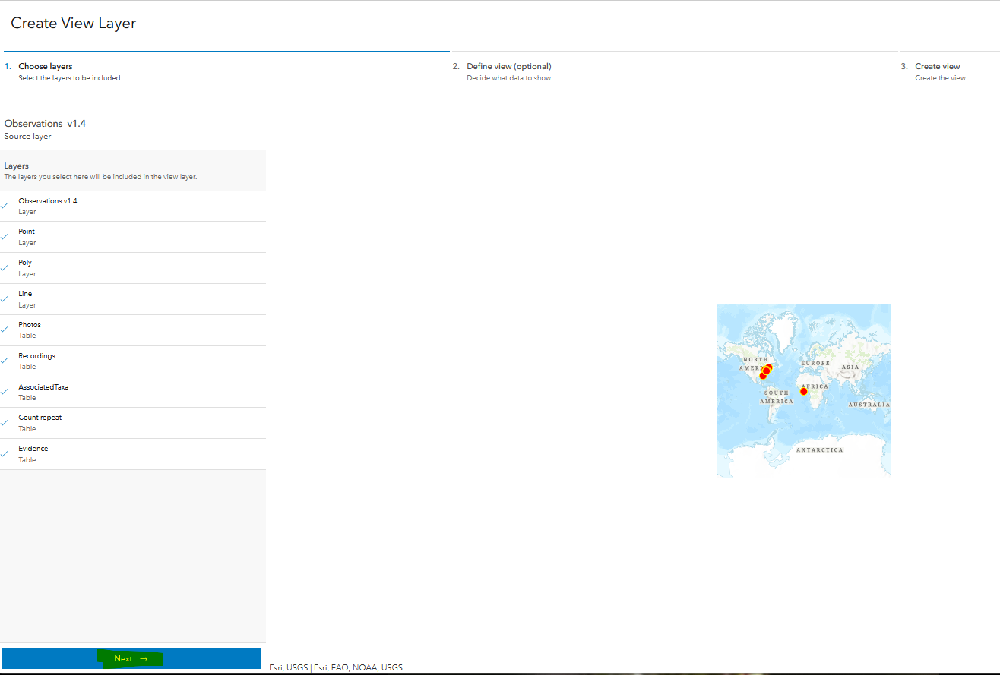 Create View Layer
1. Choose layers
Select the layers to be included.
2. Define view (optional)
Decide what data to show.
3. Create view
Create the view.
Observations_v1.4
Source layer
Layers
The layers you select here will be included in the view layer.
Observations v1 4
Layer
Point
Layer
Poly
Layer
Line
Layer
Photos
Table
Recordings
Table
AssociatedTaxa
Table
Count repeat
Table
Evidence
Table
NORTH
AMERICA
EUROPE
ASIA
AFRICA
SOUTH
AMERICA
AUSTRALIA
ANTARCTICA
Next →
Esri, USGS | Esri, FAO, NOAA, USGS